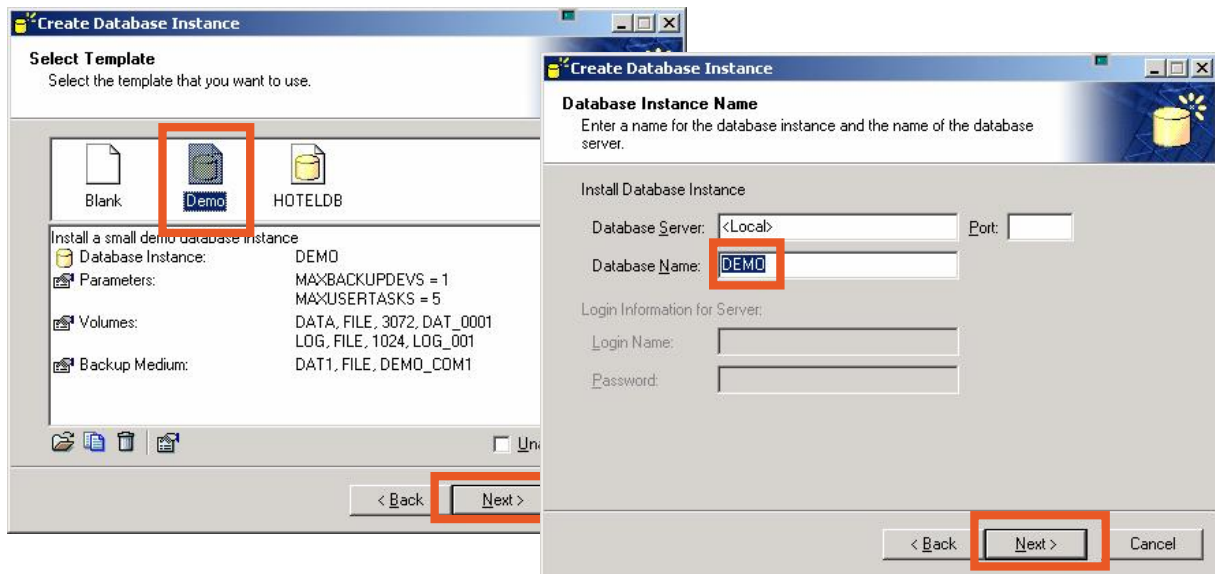 Create Database Instance
Select Template
Select the template that you want to use.
Blank
Demo
HOTELDB
Install a small demo database instance
Database Instance: DEMO
Parameters: MAXBACKUPDEVS = 1
MAXUSERTASKS = 5
Volumes: DATA, FILE, 3072, DAT_0001
LOG, FILE, 1024, LOG_001
Backup Medium: DAT1, FILE, DEMO_COM1
< Back Next >
Create Database Instance
Database Instance Name
Enter a name for the database instance and the name of the database
server.
Install Database Instance
Database Server: <Local> Port:
Database Name: DEMO
Login Information for Server:
Login Name:
Password:
< Back Next > Cancel